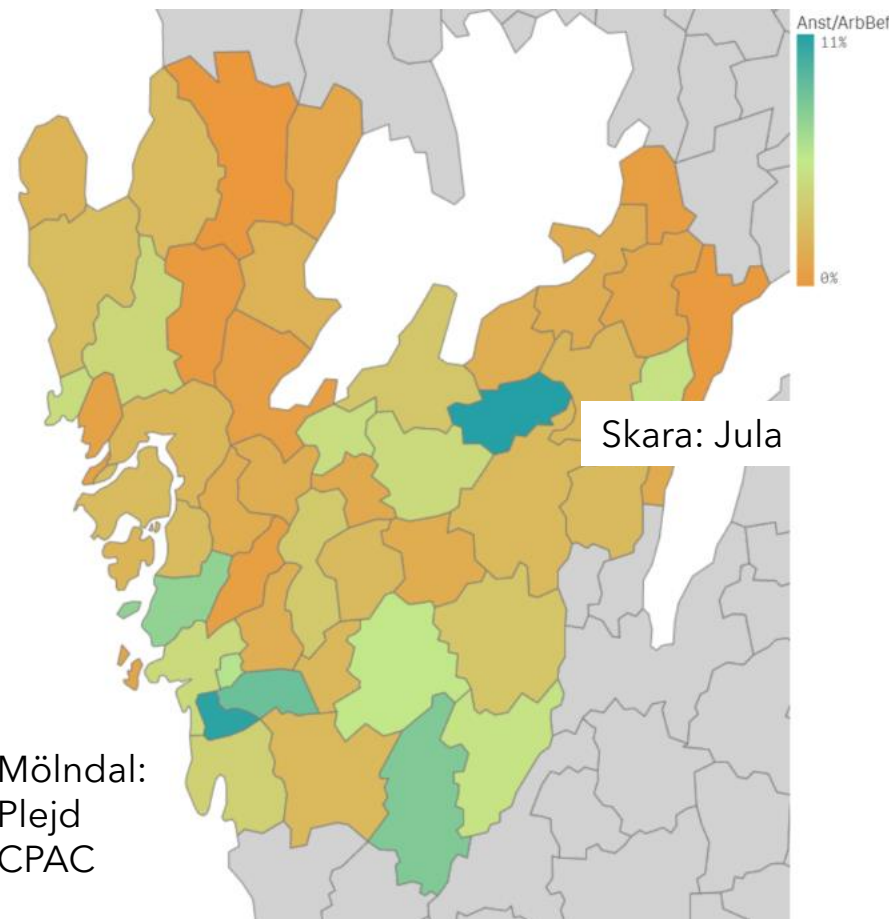 Anst/ArbBef
11%
0%
Skara: Jula
Mölndal:
Plejd
CPAC